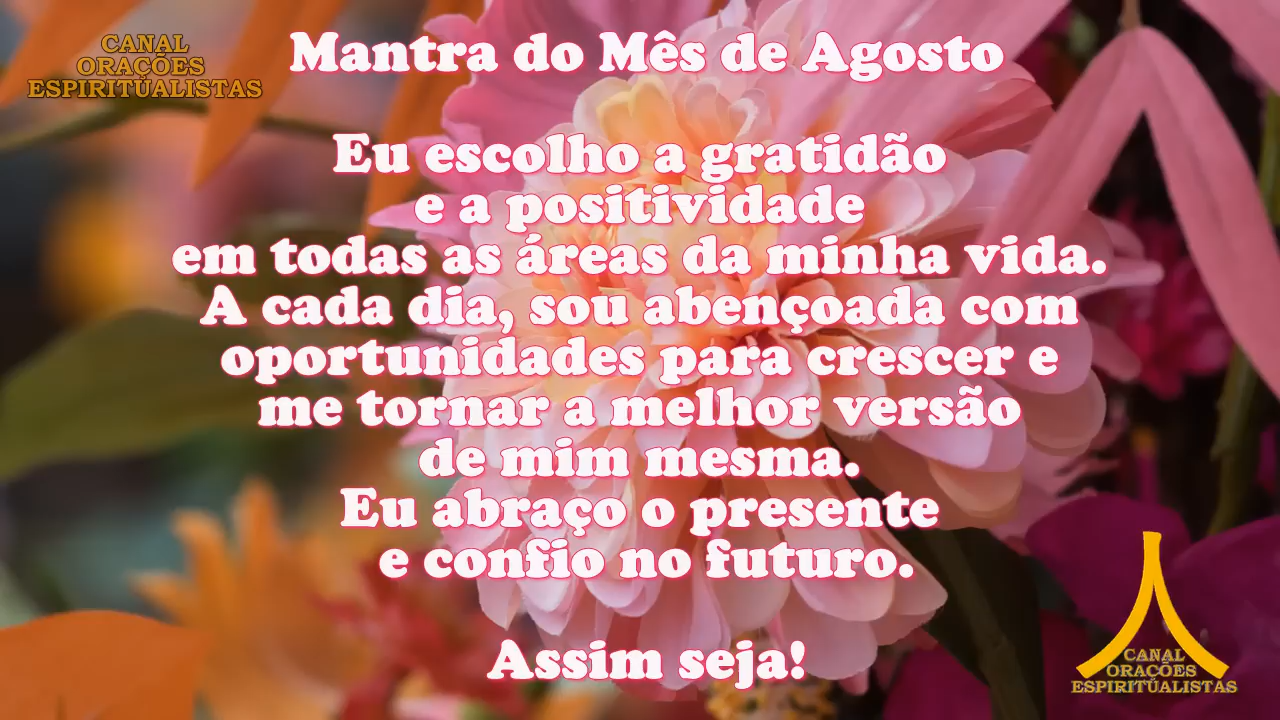 CANAL
ORAÇÕES
ESPIRITUALISTAS
Mantra do Mês de Agosto
Eu escolho a gratidão
e a positividade
em todas as áreas da minha vida.
A cada dia, sou abençoada com
oportunidades para crescer e
me tornar a melhor versão
de mim mesma.
Eu abraço o presente
e confio no futuro.
Assim seja!
CANAL
ORAÇÕES
ESPIRITUALISTAS